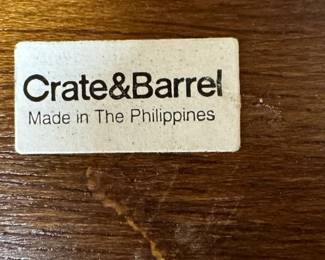 Crate&Barrel
Made in The Philippines